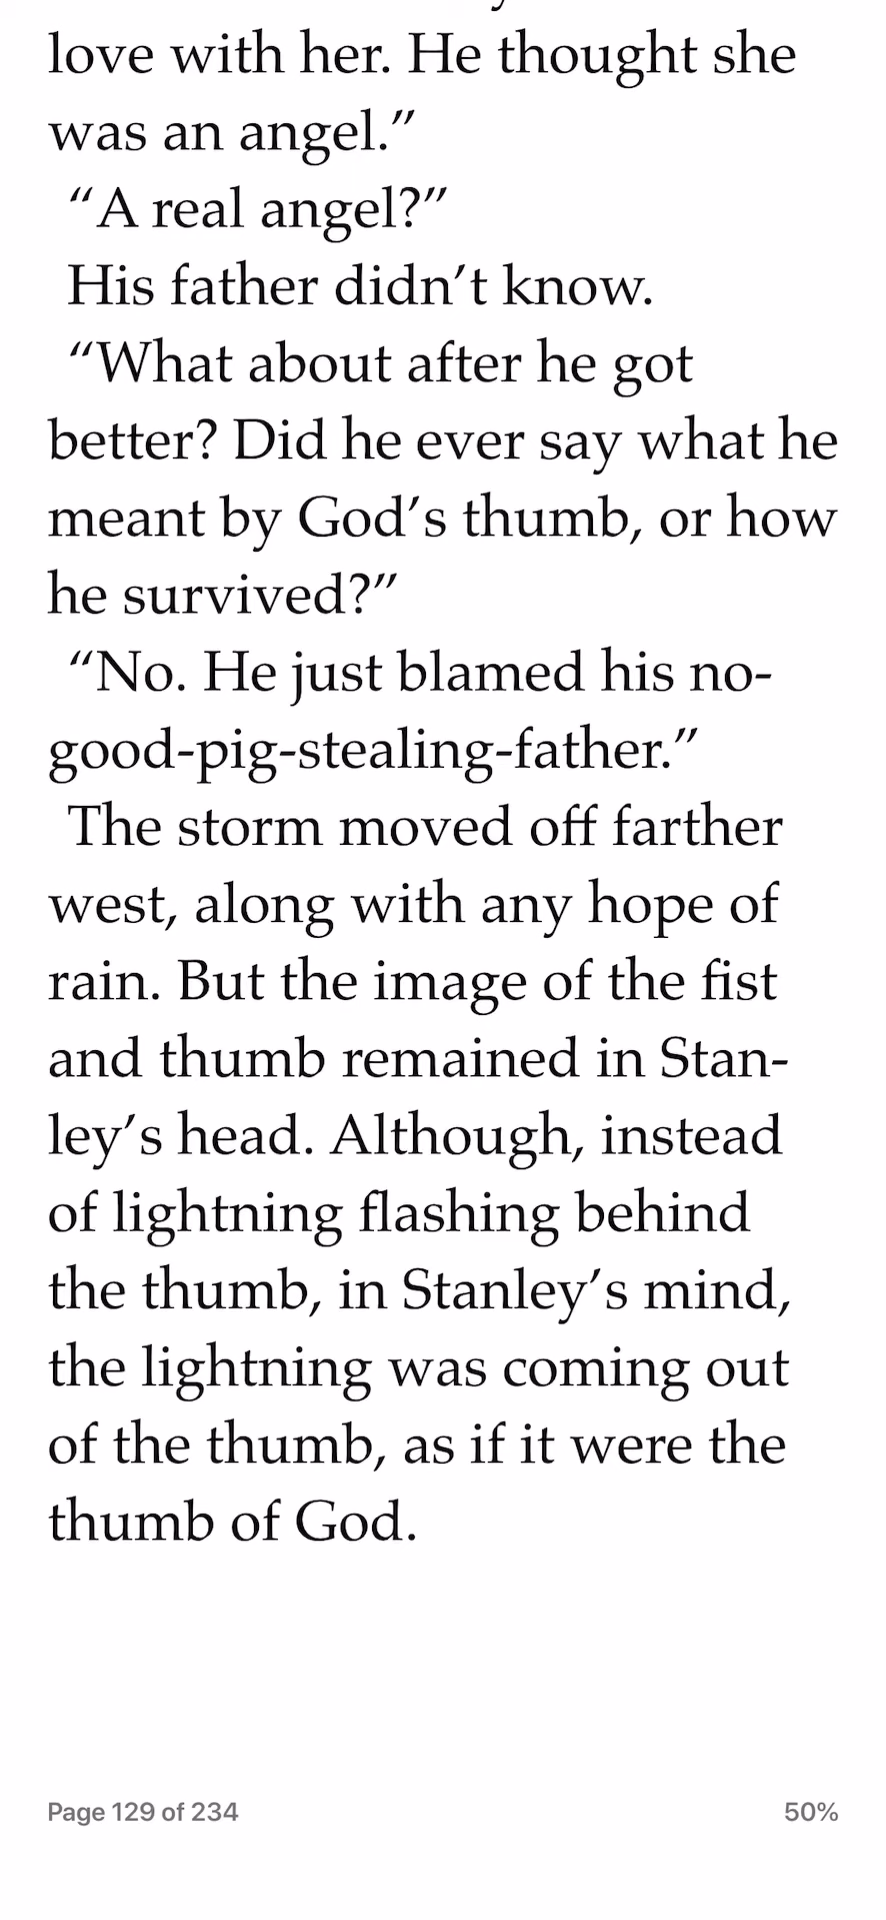 love with her. He thought she
was an angel.”
“A real angel?”
His father didn’t know.
“What about after he got
better? Did he ever say what he
meant by God’s thumb, or how
he survived?”
“No. He just blamed his no-
good-pig-stealing-father.”
The storm moved off farther
west, along with any hope of
rain. But the image of the fist
and thumb remained in Stan-
ley’s head. Although, instead
of lightning flashing behind
the thumb, in Stanley’s mind,
the lightning was coming out
of the thumb, as if it were the
thumb of God.
Page 129 of 234
50%